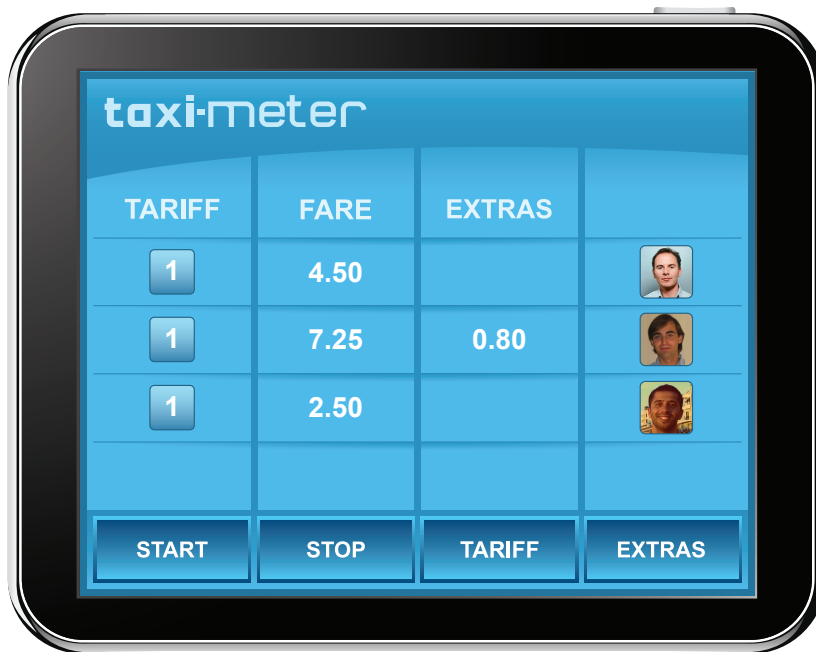 taxi-meter
TARIFF FARE EXTRAS
1 4.50
1 7.25 0.80
1 2.50
START STOP TARIFF EXTRAS